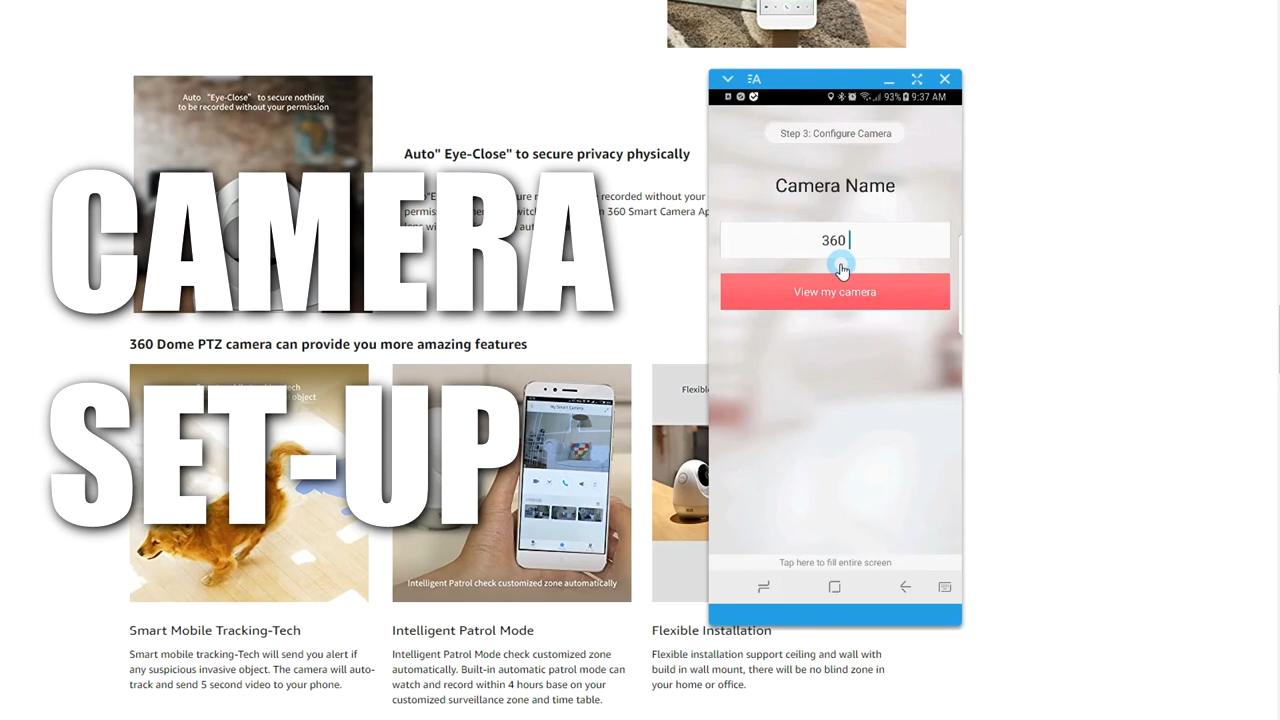 Auto "Eye-Close" to secure nothing
to be recorded without your permission
Auto" Eye-Close" to secure privacy physically
recorded without your
360 Smart Camera Ap
CAMERA
SET-UP
360 Dome PTZ camera can provide you more amazing features
My Smart Camera
Intelligent Patrol check customized zone automatically
Flexibl
Smart Mobile Tracking-Tech
Smart mobile tracking-Tech will send you alert if
any suspicious invasive object. The camera will auto-
track and send 5 second video to your phone.
Intelligent Patrol Mode
Intelligent Patrol Mode check customized zone
automatically. Built-in automatic patrol mode can
watch and record within 4 hours base on your
customized surveillance zone and time table.
Flexible Installation
Flexible installation support ceiling and wall with
build in wall mount, there will be no blind zone in
your home or office.
93% 9:37 AM
Step 3: Configure Camera
Camera Name
360
View my camera
Tap here to fill entire screen